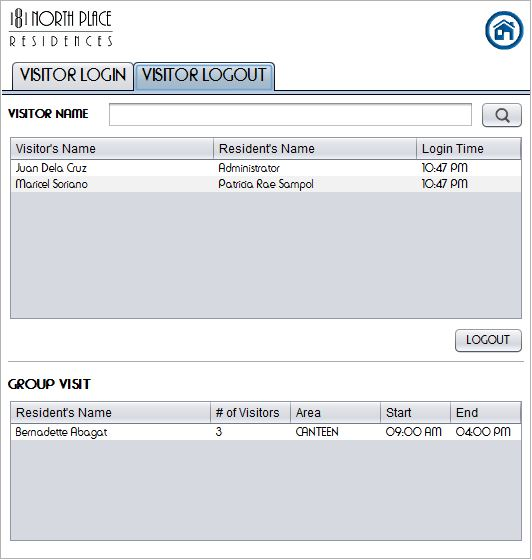 181 NORTH PLACE
RESIDENCES
VISITOR LOGIN VISITOR LOGOUT
VISITOR NAME
Visitor's Name Resident's Name Login Time
Juan Dela Cruz Administrator 10:47 PM
Maricel Soriano Patricia Rae Sampol 10:47 PM
LOGOUT
GROUP VISIT
Resident's Name # of Visitors Area Start End
Bernadette Abagat 3 CANTEEN 09:00 AM 04:00 PM